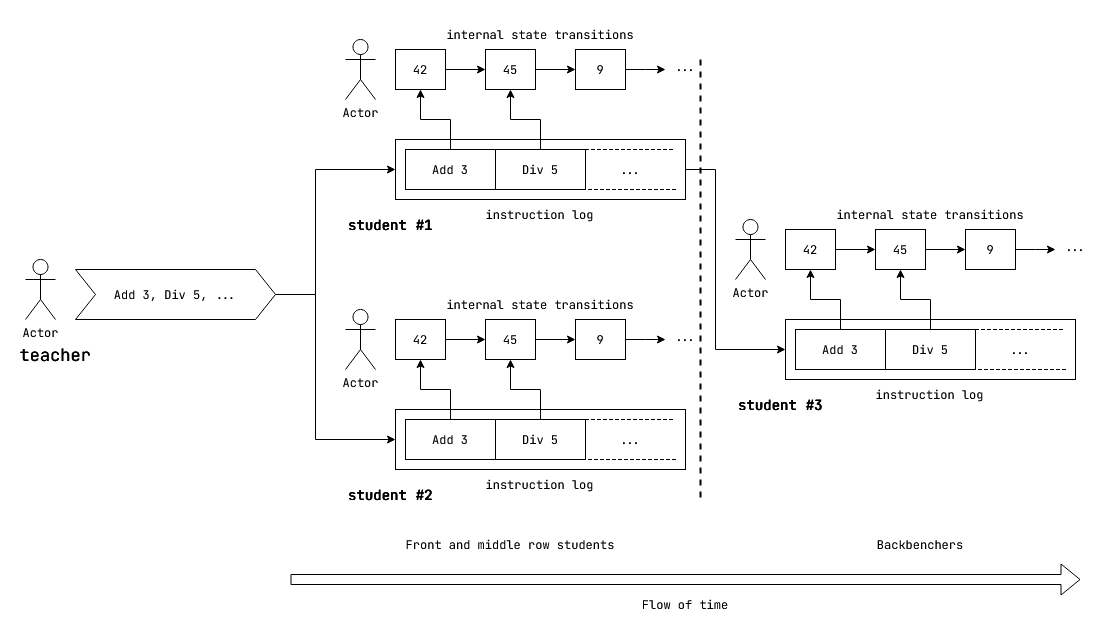 internal state transitions
42
45
9
...
Actor
Add 3
Div 5
...
instruction log
student #1
internal state transitions
42
45
9
...
Actor
Add 3
Div 5
...
instruction log
student #3
Add 3, Div 5, ...
Actor
teacher
internal state transitions
42
45
9
...
Actor
Add 3
Div 5
...
instruction log
student #2
Front and middle row students
Backbenchers
Flow of time